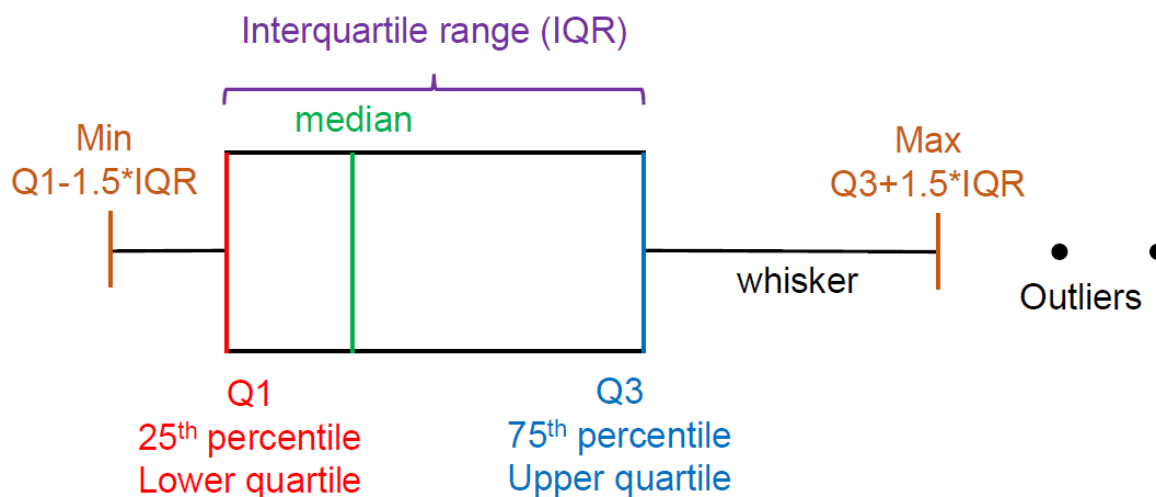 Interquartile range (IQR)
median
Min
Q1-1.5*IQR
Max
Q3+1.5*IQR
whisker
Outliers
Q1
25th percentile
Lower quartile
Q3
75th percentile
Upper quartile